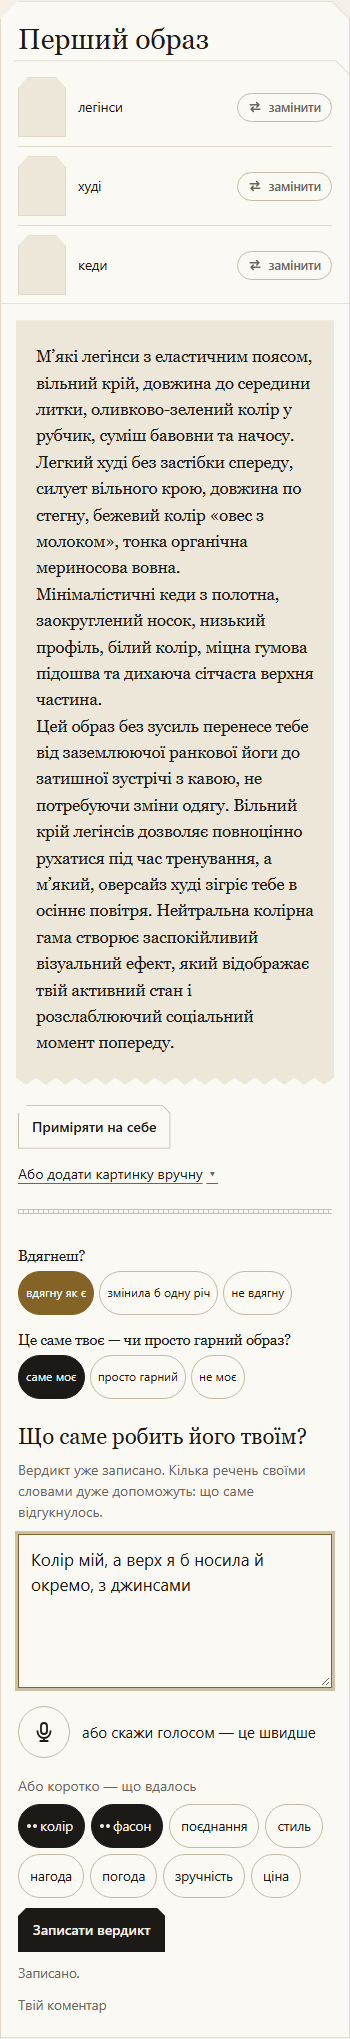 Перший образ
легінси
замінити
худі
замінити
кеди
замінити
М’які легінси з еластичним поясом,
вільний крій, довжина до середини
литки, оливково-зелений колір у
рубчик, суміш бавовни та начосу.
Легкий худі без застібки спереду,
силует вільного крою, довжина по
стегну, бежевий колір «овес з
молоком», тонка органічна
мериносова вовна.
Мінімалістичні кеди з полотна,
заокруглений носок, низький
профіль, білий колір, міцна гумова
підошва та дихаюча сітчаста верхня
частина.
Цей образ без зусиль перенесе тебе
від заземлюючої ранкової йоги до
затишної зустрічі з кавою, не
потребуючи зміни одягу. Вільний
крій легінсів дозволяє повноцінно
рухатися під час тренування, а
м’який, оверсайз худі зігріє тебе в
осіннє повітря. Нейтральна колірна
гама створює заспокійливий
візуальний ефект, який відображає
твій активний стан і
розслаблюючий соціальний
момент попереду.
Приміряти на себе
Або додати картинку вручну
Вдягнеш?
вдягну як є
змінила б одну річ
не вдягну
Це саме твоє — чи просто гарний образ?
саме моє
просто гарний
не моє
Що саме робить його твоїм?
Вердикт уже записано. Кілька речень своїми
словами дуже допоможуть: що саме
відгукнулось.
Колір мій, а верх я б носила й
окремо, з джинсами
або скажи голосом — це швидше
Або коротко — що вдалось
колір
фасон
поєднання
стиль
нагода
погода
зручність
ціна
Записати вердикт
Записано.
Твій коментар